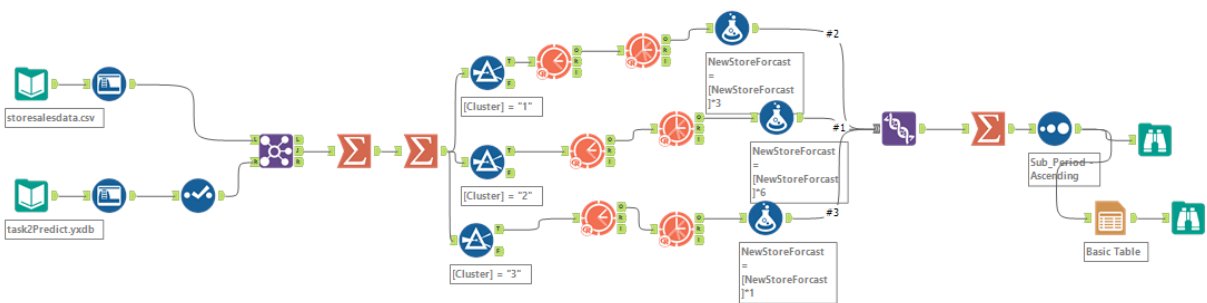 storesalesdata.csv
task2Predict.yxdb
[Cluster] = "1"
[Cluster] = "2"
[Cluster] = "3"
NewStoreForcast
=
[NewStoreForcast
]*3
NewStoreForcast
=
[NewStoreForcast
]*6
NewStoreForcast
=
[NewStoreForcast
]*1
#2
#1
#3
Sub_Period -
Ascending
Basic Table